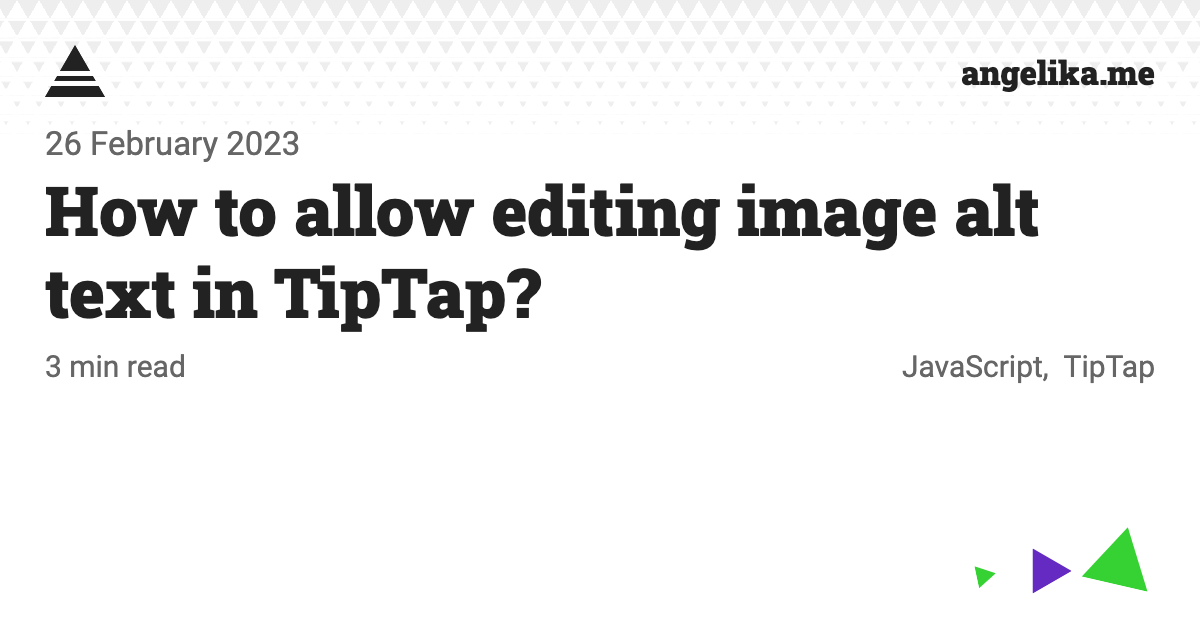 angelika.me
26 February 2023
How to allow editing image alt
text in TipTap?
3 min read
JavaScript, TipTap